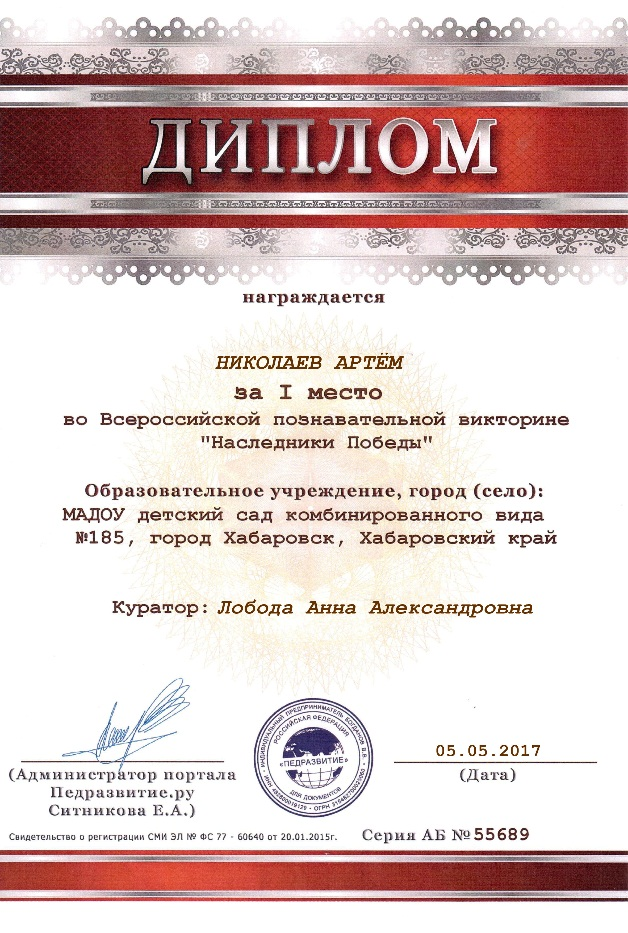 ДИПЛОМ
награждается
НИКОЛАЕВ АРТЁМ
за I место
во Всероссийской познавательной викторине
"Наследники Победы"
Образовательное учреждение, город (село):
МАДОУ детский сад комбинированного вида
№185, город Хабаровск, Хабаровский край
Куратор: Лобода Анна Александровна
ИНДИВИДУАЛЬНЫЙ ПРЕДПРИНИМАТЕЛЬ БОГДАНОВ В.В.
РОССИЙСКАЯ ФЕДЕРАЦИЯ
"ПЕДРАЗВИТИЕ"
ДЛЯ ДОКУМЕНТОВ
05.05.2017
(Администратор портала
Педразвитие.ру
Ситникова Е.А.)
(Дата)
Свидетельство о регистрации СМИ ЭЛ № ФС 77 - 60640 от 20.01.2015г.
Серия АБ №55689